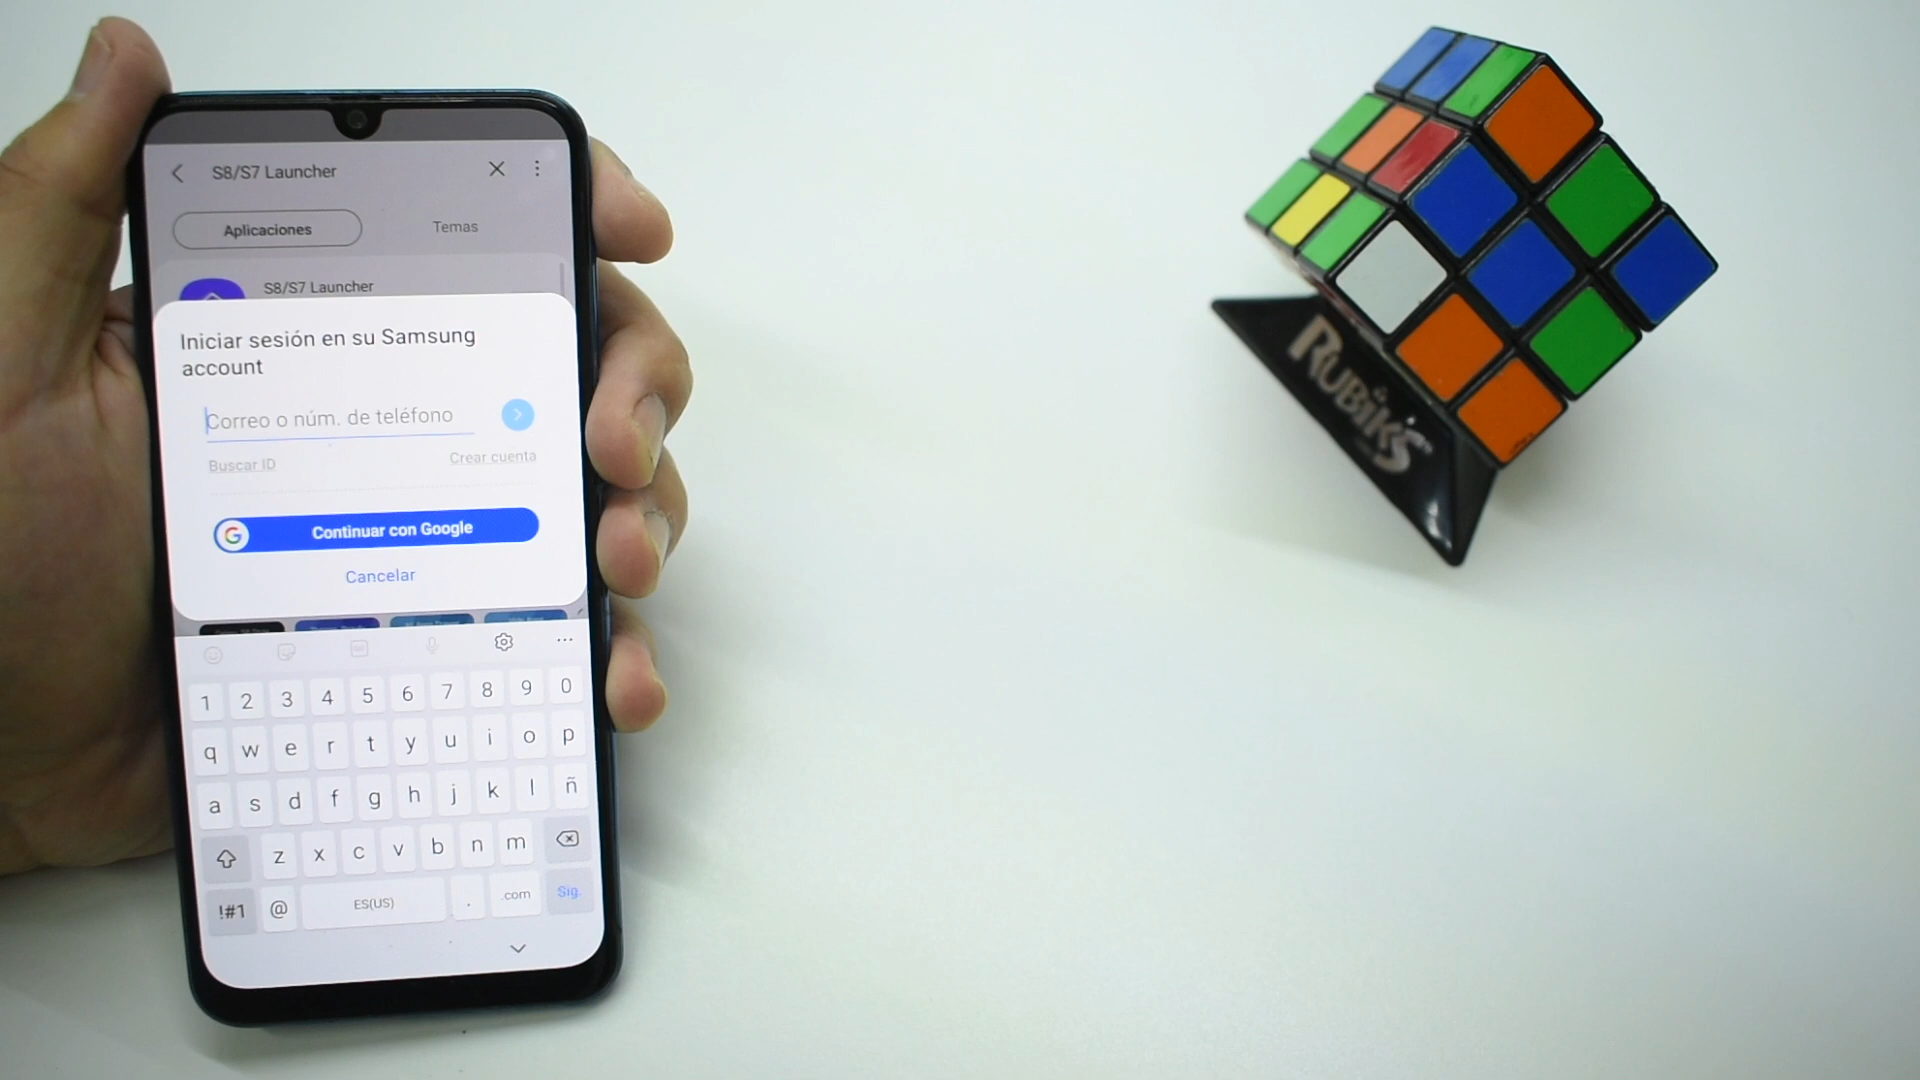 S8/S7 Launcher
Aplicaciones
Temas
S8/S7 Launcher
Iniciar sesión en su Samsung
account
Correo o núm. de teléfono
Buscar ID
Crear cuenta
G
Continuar con Google
Cancelar
1 2 3 4 5 6 7 8 9 0
q w e r t y u i o p
a s d f g h j k l ñ
z x c v b n m
!#1 @ ES(US) . .com Sig.
RUBIK'S